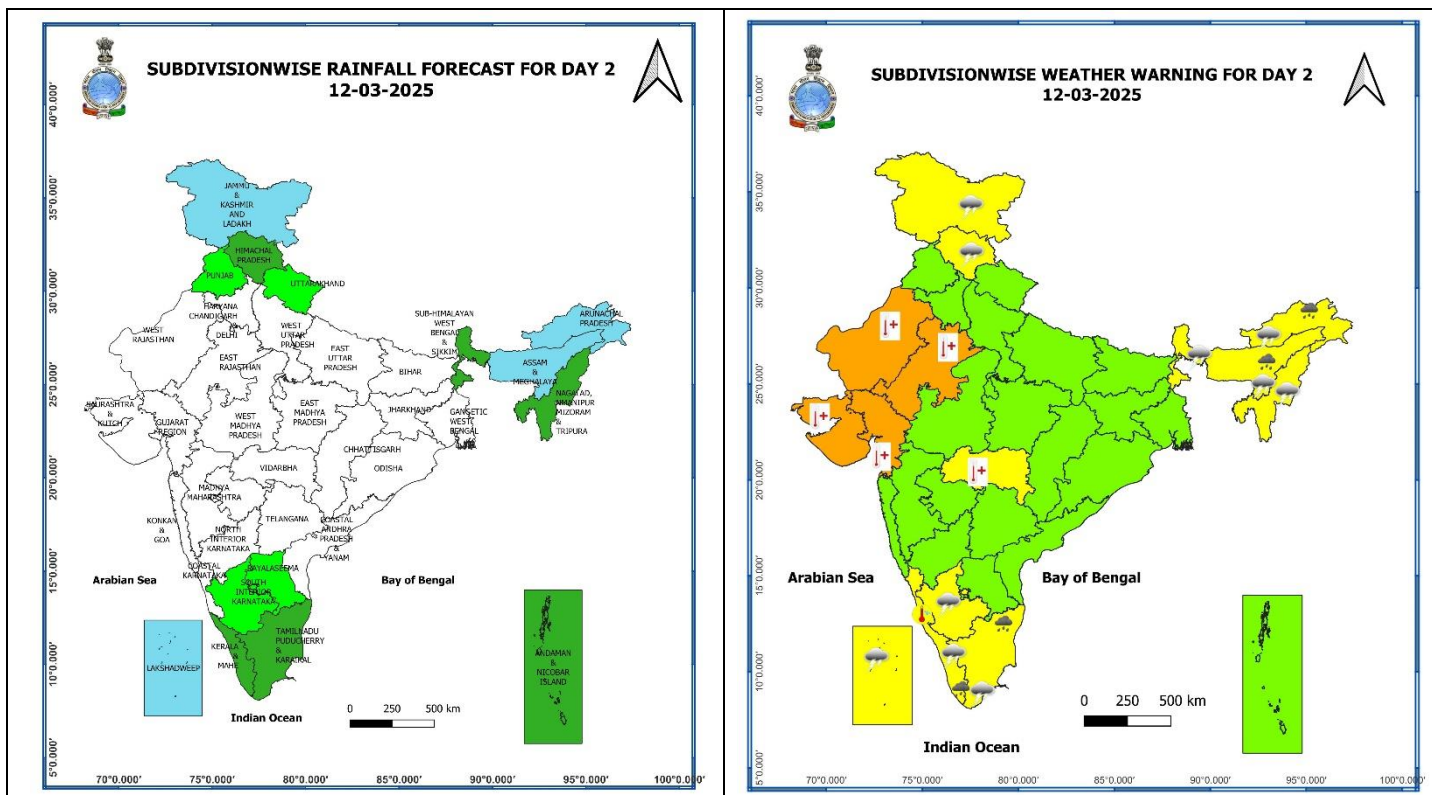 SUBDIVISIONWISE RAINFALL FORECAST FOR DAY 2
12-03-2025
JAMMU
&
KASHMIR
AND
LADAKH
HIMACHAL
PRADESH
PUNJAB
UTTARAKHAND
HARYANA
CHANDIGARH
&
DELHI
WEST
RAJASTHAN
WEST
UTTAR
PRADESH
SUB-HIMALAYAN
WEST
BENGAL
&
SIKKIM
ARUNACHAL
PRADESH
EAST
RAJASTHAN
EAST
UTTAR
PRADESH
BIHAR
ASSAM
&
MEGHALAYA
SAURASHTRA
&
KUTCH
GUJARAT
REGION
WEST
MADHYA
PRADESH
EAST
MADHYA
PRADESH
JHARKHAND
GANGETIC
WEST
BENGAL
MIZORAM
&
TRIPURA
CHHATTISGARH
ODISHA
VIDARBHA
MADHYA
MAHARASHTRA
KONKAN
&
GOA
NORTH
INTERIOR
KARNATAKA
TELANGANA
COASTAL
ANDHRA
PRADESH
&
YANAM
COASTAL
KARNATAKA
RAYALASEEMA
SOUTH
INTERIOR
KARNATAKA
Arabian Sea
Bay of Bengal
LAKSHADWEEP
KERALA
&
MAHE
TAMILNADU
PUDUCHERRY
&
KARAIKAL
ANDAMAN
&
NICOBAR
ISLAND
0 250 500 km
Indian Ocean
40°0.000'
35°0.000'
30°0.000'
25°0.000'
20°0.000'
15°0.000'
10°0.000'
5°0.000'
70°0.000' 75°0.000' 80°0.000' 85°0.000' 90°0.000' 95°0.000' 100°0.000'
SUBDIVISIONWISE WEATHER WARNING FOR DAY 2
12-03-2025
Arabian Sea
Bay of Bengal
0 250 500 km
Indian Ocean
40°0.000'
35°0.000'
30°0.000'
25°0.000'
20°0.000'
15°0.000'
10°0.000'
5°0.000'
70°0.000' 75°0.000' 80°0.000' 85°0.000' 90°0.000' 95°0.000' 100°0.000'